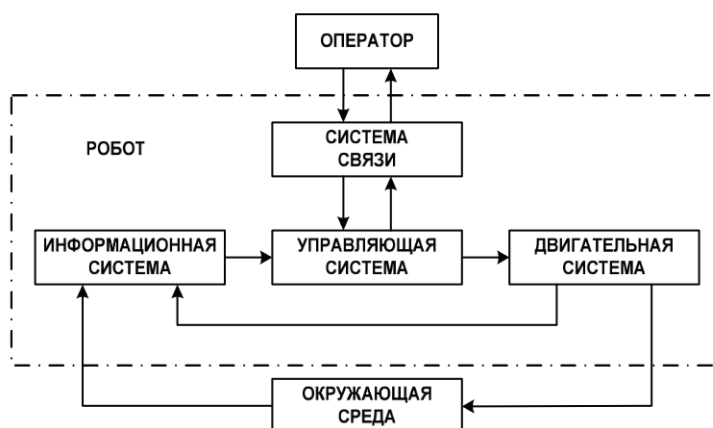 ОПЕРАТОР
СИСТЕМА
СВЯЗИ
РОБОТ
ИНФОРМАЦИОННАЯ
СИСТЕМА
УПРАВЛЯЮЩАЯ
СИСТЕМА
ДВИГАТЕЛЬНАЯ
СИСТЕМА
ОКРУЖАЮЩАЯ
СРЕДА